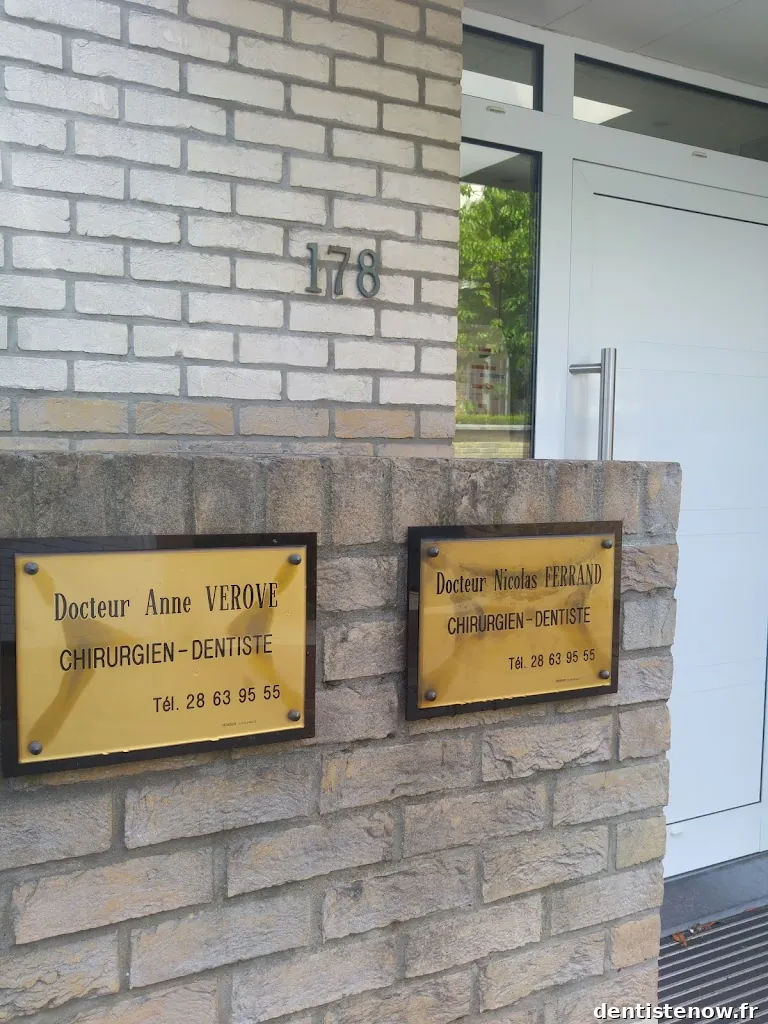 178
Docteur Anne VEROVE
CHIRURGIEN-DENTISTE
Tél. 28 63 95 55
Docteur Nicolas FERRAND
CHIRURGIEN-DENTISTE
Tél. 28 63 95 55
dentistenow.fr